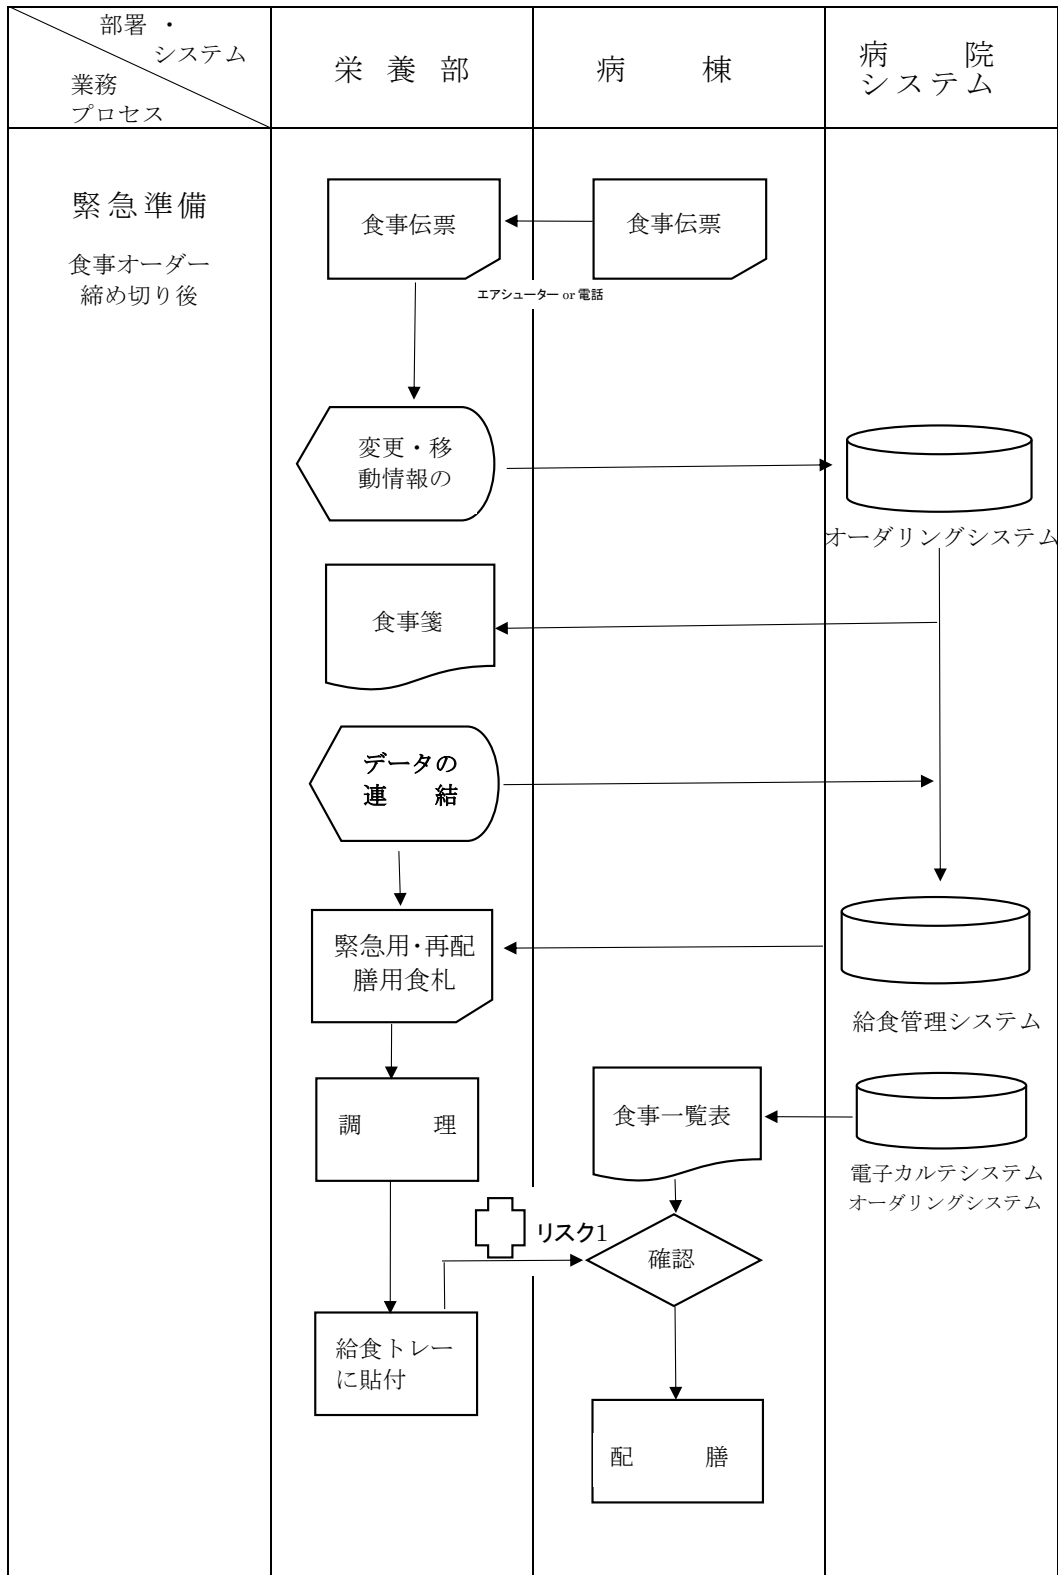 部署 ・
システム
業務
プロセス
栄 養 部
病 棟
病 院
システム
緊急準備
食事オーダー
締め切り後
食事伝票
食事伝票
エアシューター or 電話
変更・移
動情報の
オーダリングシステム
食事箋
データの
連 結
緊急用・再配
膳用食札
給食管理システム
調 理
食事一覧表
電子カルテシステム
オーダリングシステム
リスク1
確認
給食トレー
に貼付
配 膳